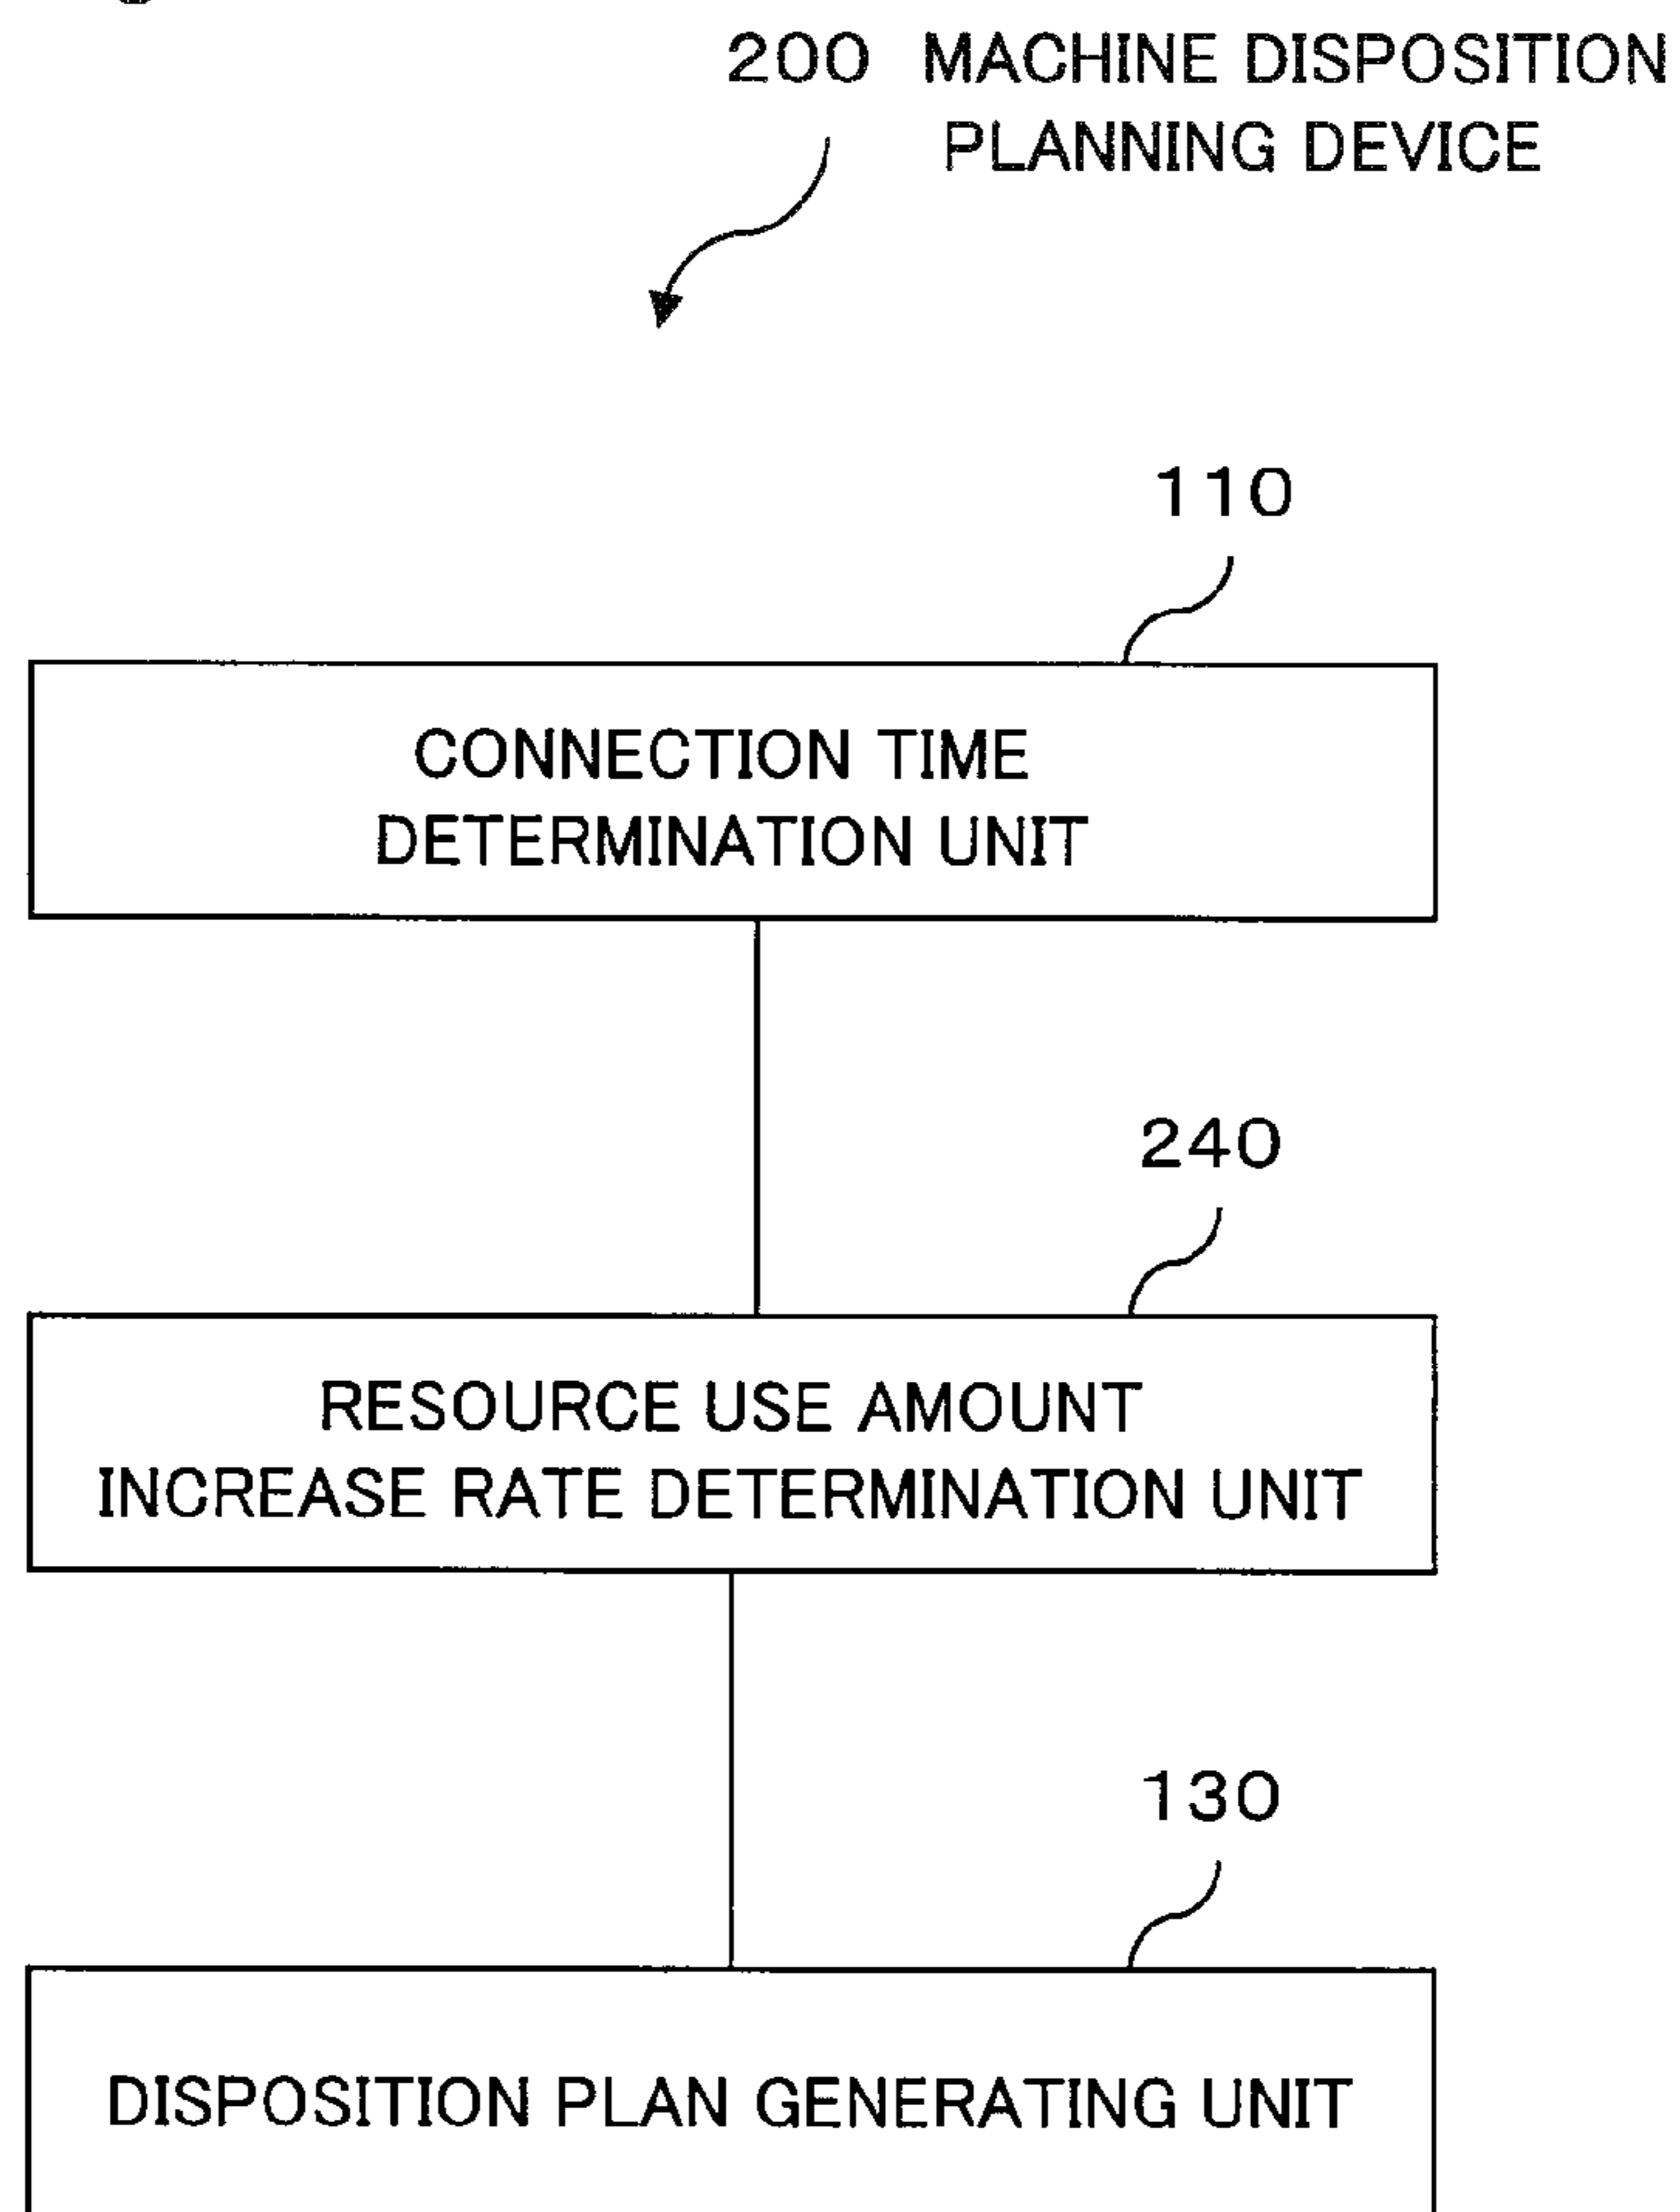 200 MACHINE DISPOSITION
PLANNING DEVICE
110
CONNECTION TIME
DETERMINATION UNIT
240
RESOURCE USE AMOUNT
INCREASE RATE DETERMINATION UNIT
130
DISPOSITION PLAN GENERATING UNIT